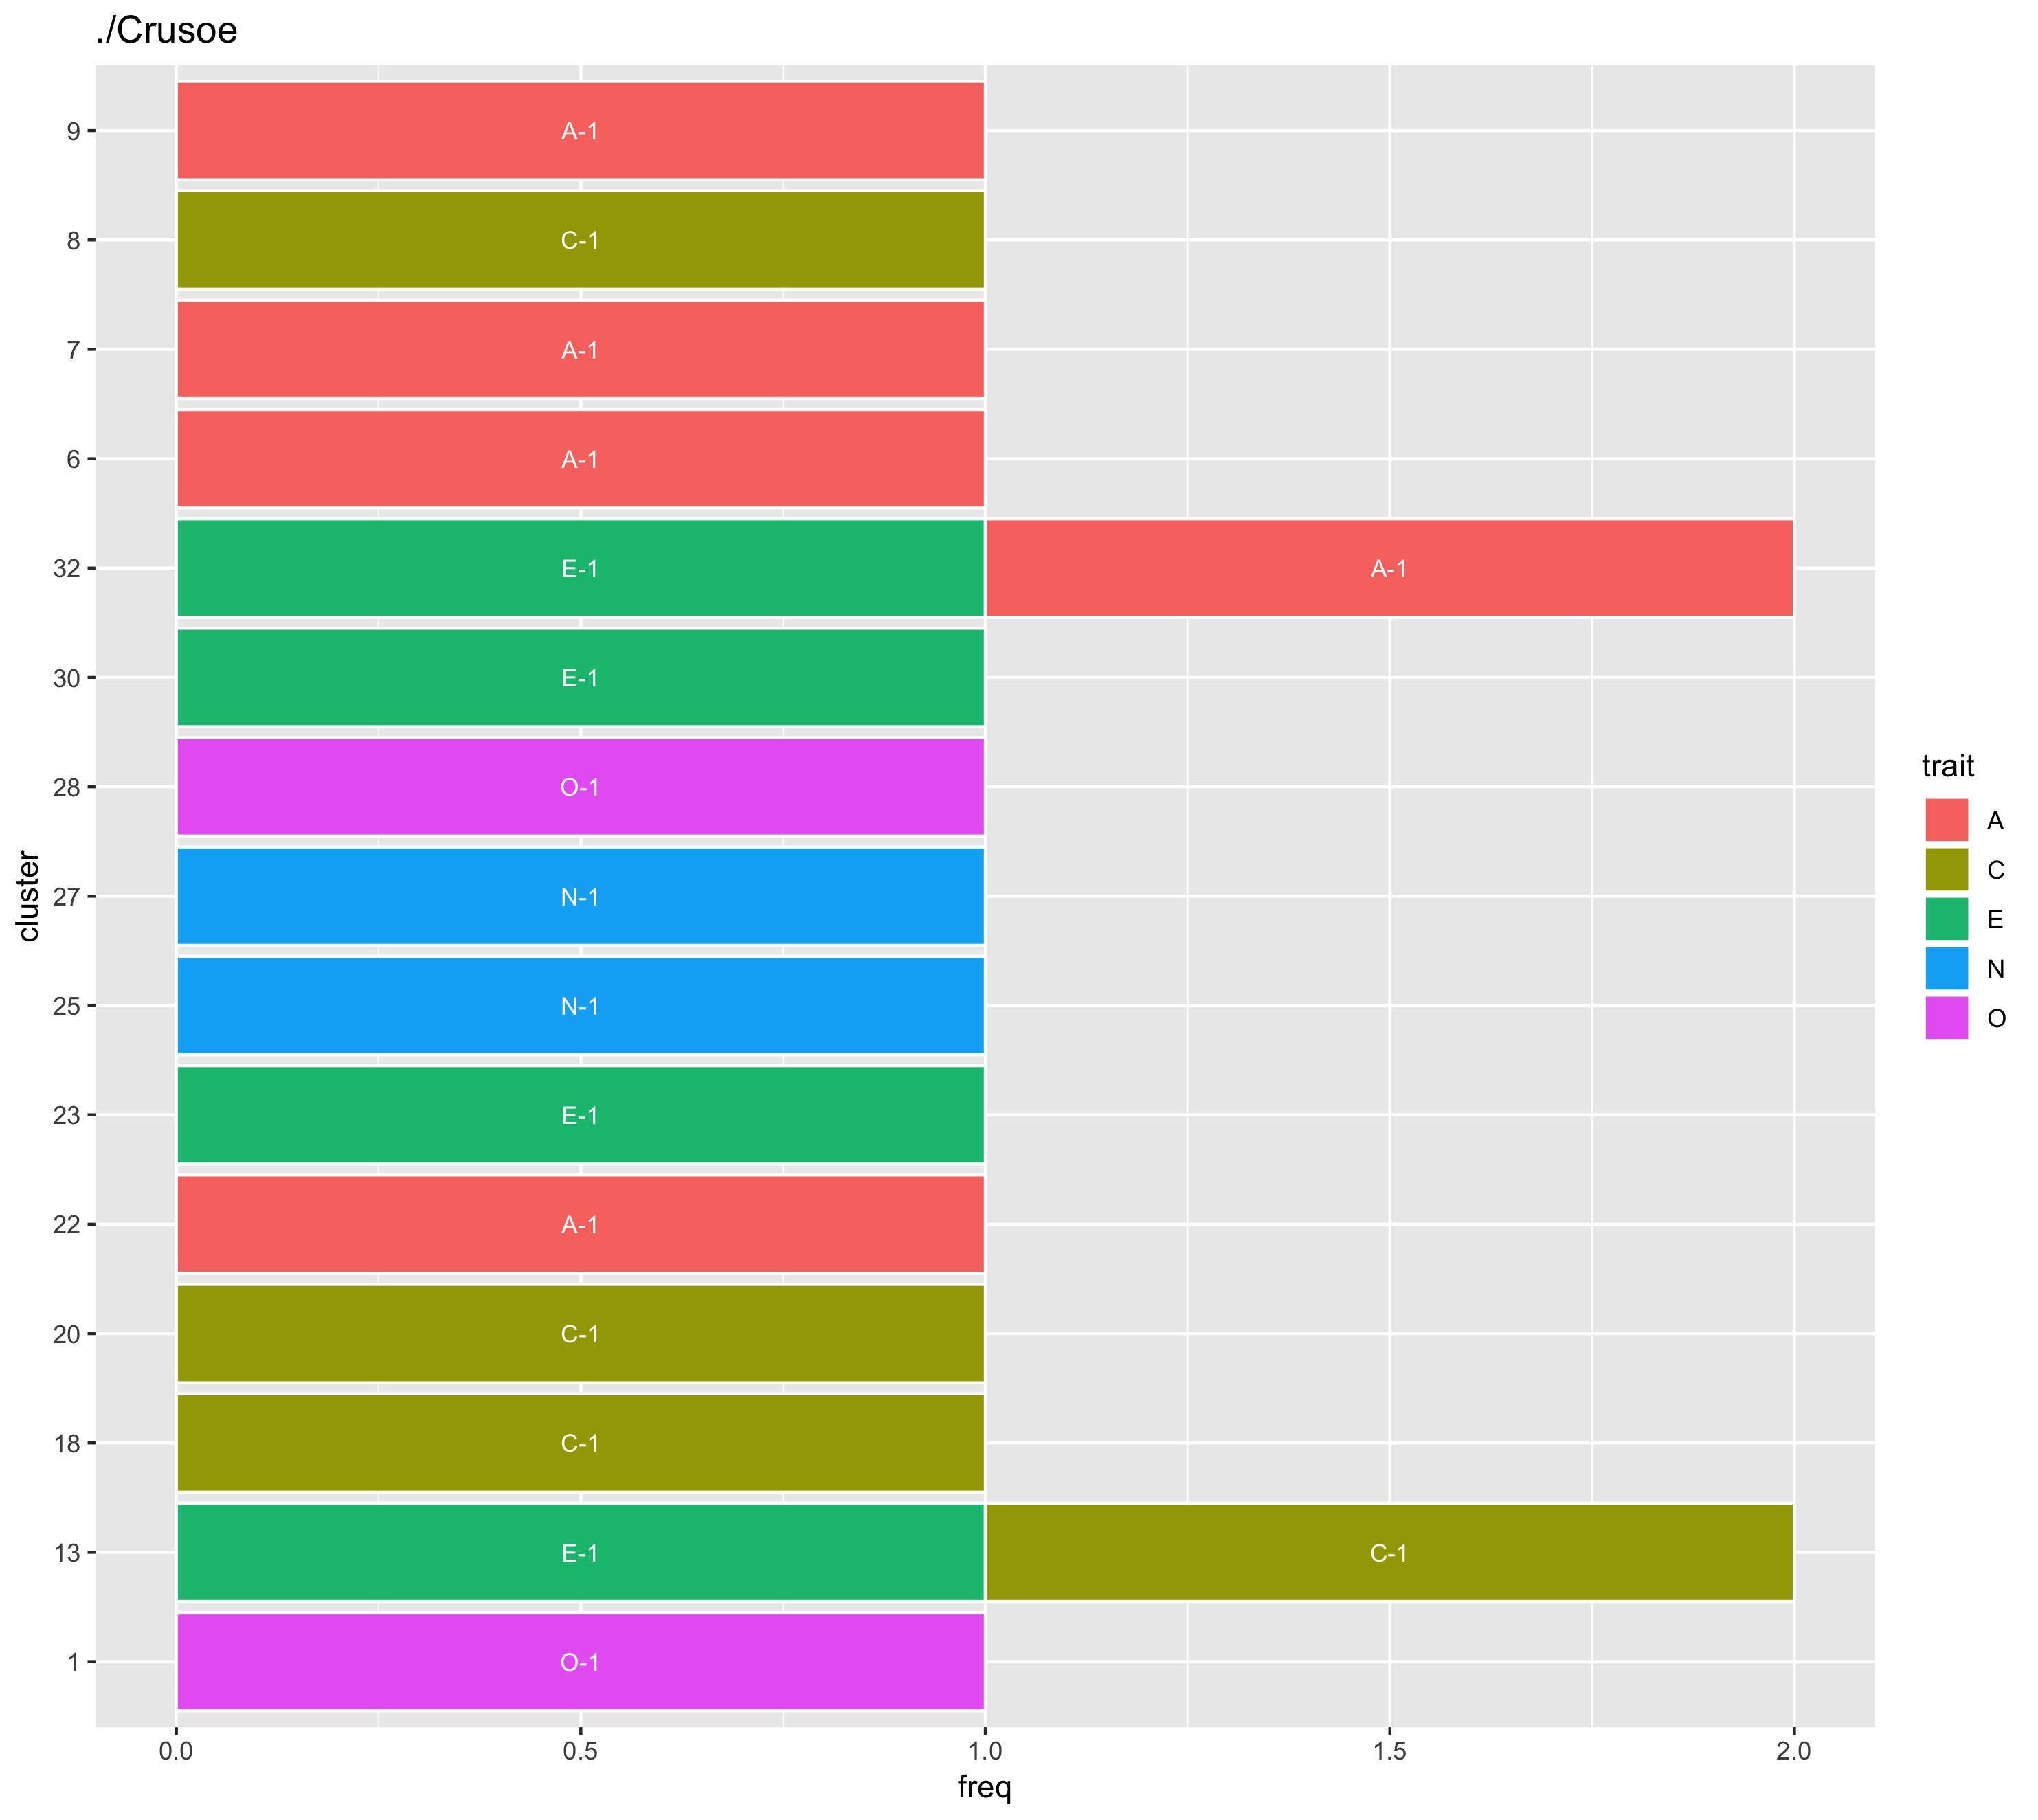 ./Crusoe
9
A-1
8
C-1
7
A-1
6
A-1
32
E-1 A-1
30
E-1
28
O-1
27
N-1
25
N-1
23
E-1
22
A-1
20
C-1
18
C-1
13
E-1 C-1
1
O-1
cluster
0.0 0.5 1.0 1.5 2.0
freq
trait
A
C
E
N
O